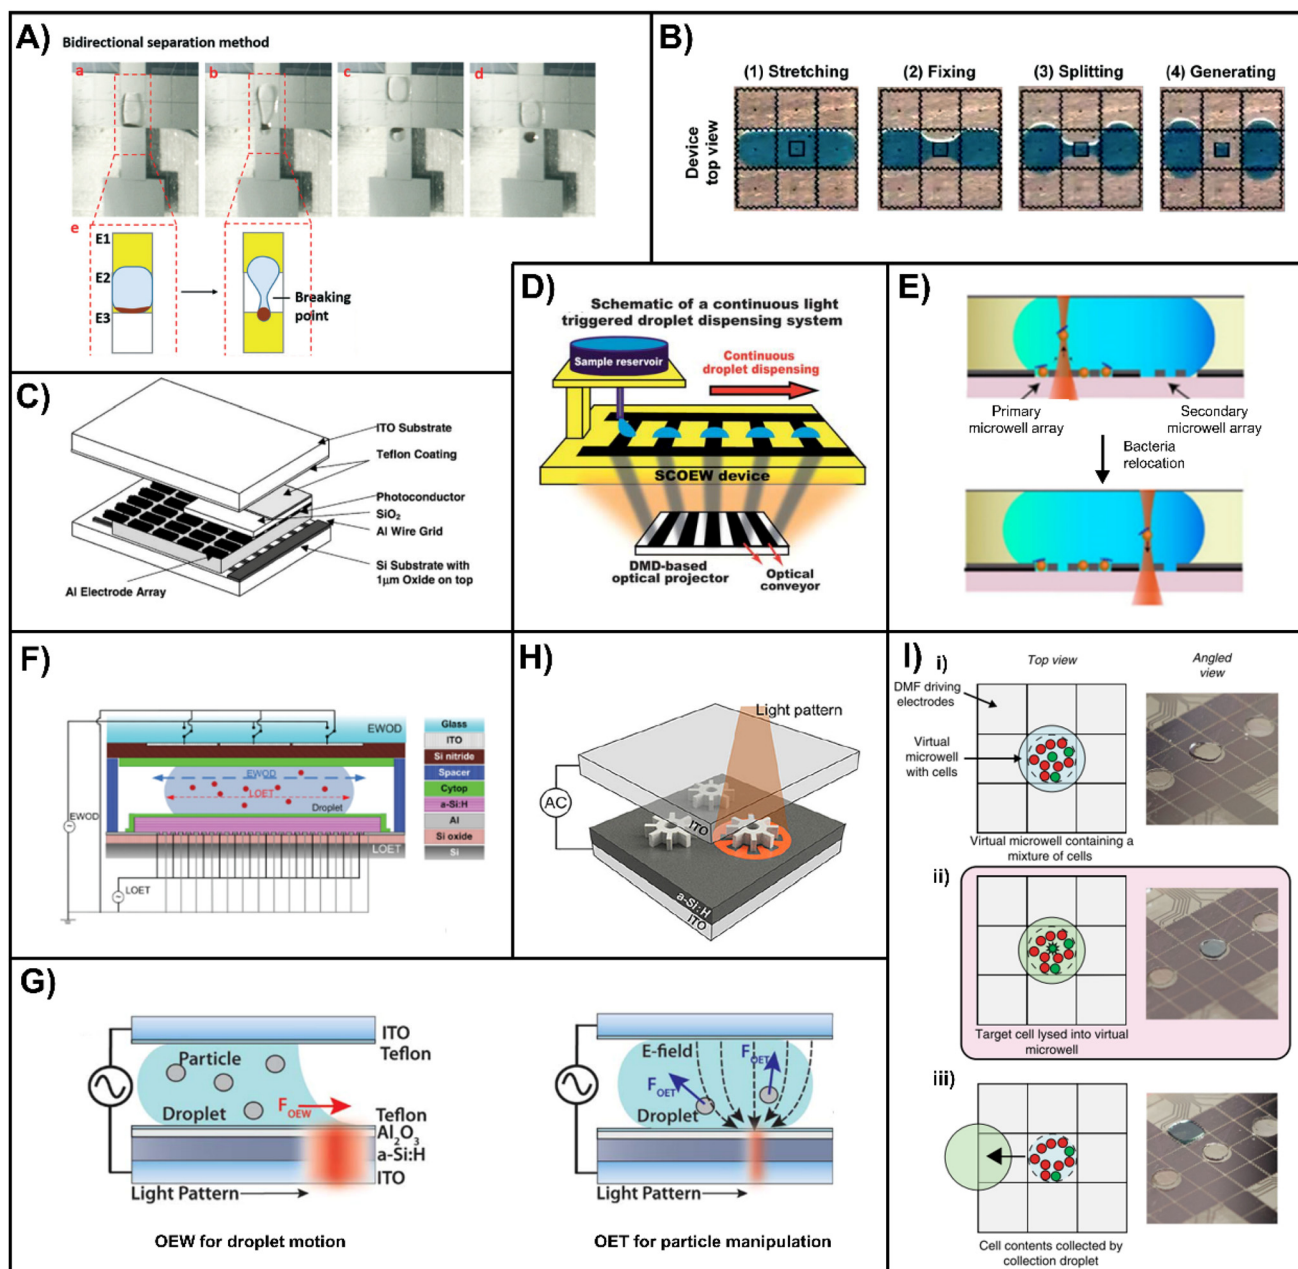 A)
Bidirectional separation method
a
b
c
d
e
E1
E2
E3
Breaking
point
B)
(1) Stretching
(2) Fixing
(3) Splitting
(4) Generating
Device
top view
C)
ITO Substrate
Teflon Coating
Photoconductor
SiO2
Al Wire Grid
Si Substrate with
1μm Oxide on top
Al Electrode Array
D)
Schematic of a continuous light
triggered droplet dispensing system
Sample reservoir
Continuous
droplet dispensing
SCOEW device
DMD-based
optical projector
Optical
conveyor
E)
Primary
microwell array
Secondary
microwell array
Bacteria
relocation
F)
EWOD
EWOD
LOET
Droplet
EWOD
LOET
LOET
Glass
ITO
Si nitride
Spacer
Cytop
a-Si:H
Al
Si oxide
Si
H)
Light pattern
AC
ITO
a-Si:H
ITO
G)
ITO
Teflon
Particle
Droplet
FOEW
Teflon
Al2O3
a-Si:H
ITO
Light Pattern
OEW for droplet motion
E-field
FOET
FOET
Droplet
Light Pattern
OET for particle manipulation
I)
i)
Top view
Angled
view
DMF driving
electrodes
Virtual
microwell
with cells
Virtual microwell containing a
mixture of cells
ii)
Target cell lysed into virtual
microwell
iii)
Cell contents collected by
collection droplet